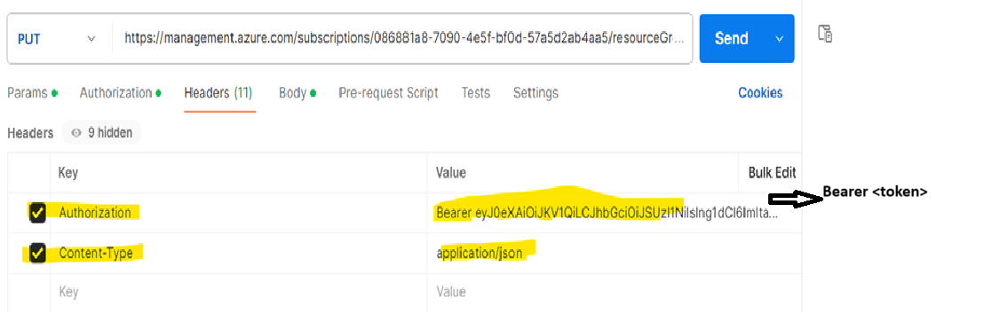 PUT https://management.azure.com/subscriptions/086881a8-7090-4e5f-bf0d-57a5d2ab4aa5/resourceGr... Send
Params Authorization Headers (11) Body Pre-request Script Tests Settings Cookies
Headers 9 hidden
Key Value Bulk Edit
Authorization Bearer eyJ0eXAiOiJKV1QiLCJhbGciOiJSUzI1NiIsIng1dCI6Imlta... Bearer <token>
Content-Type application/json
Key Value